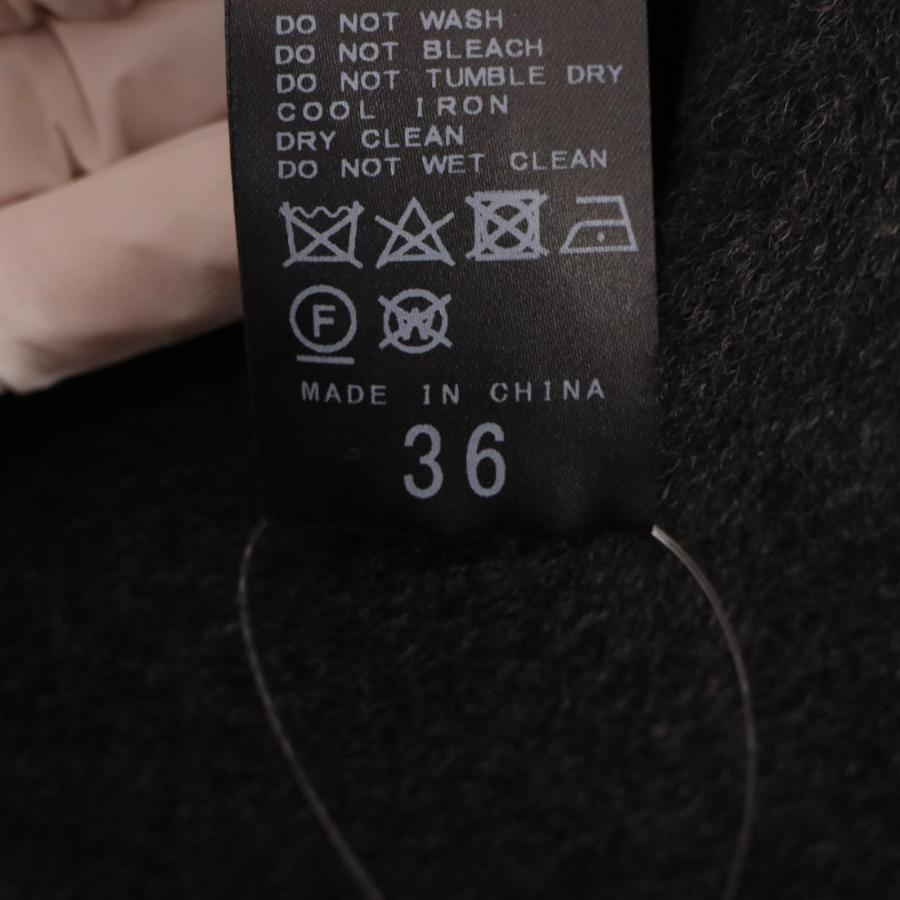 DO NOT WASH
DO NOT BLEACH
DO NOT TUMBLE DRY
COOL IRON
DRY CLEAN
DO NOT WET CLEAN
F W
MADE IN CHINA
36